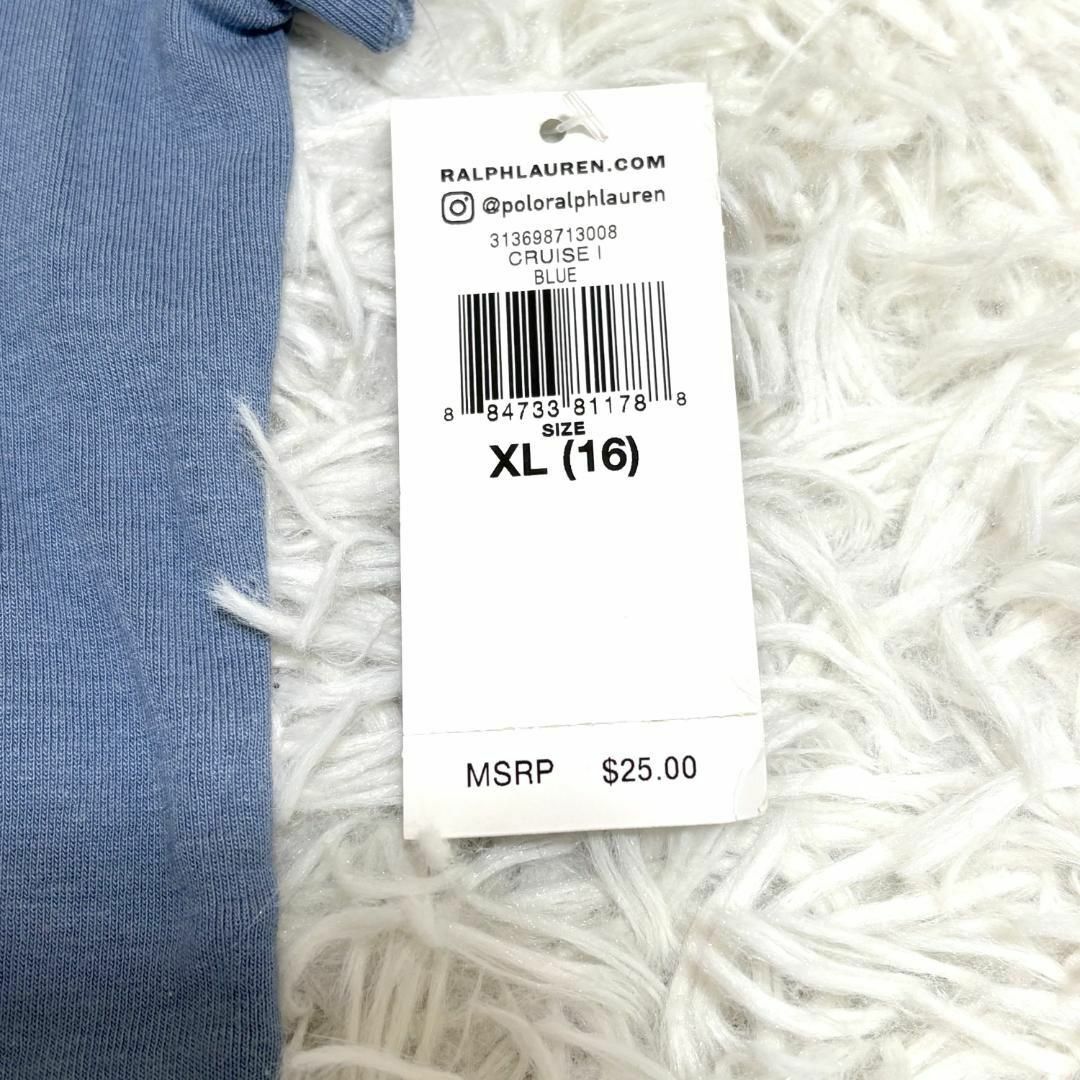 RALPHLAUREN.COM
@poloralphlauren
313698713008
CRUISE I
BLUE
8 84733 81178 8
SIZE
XL (16)
MSRP $25.00